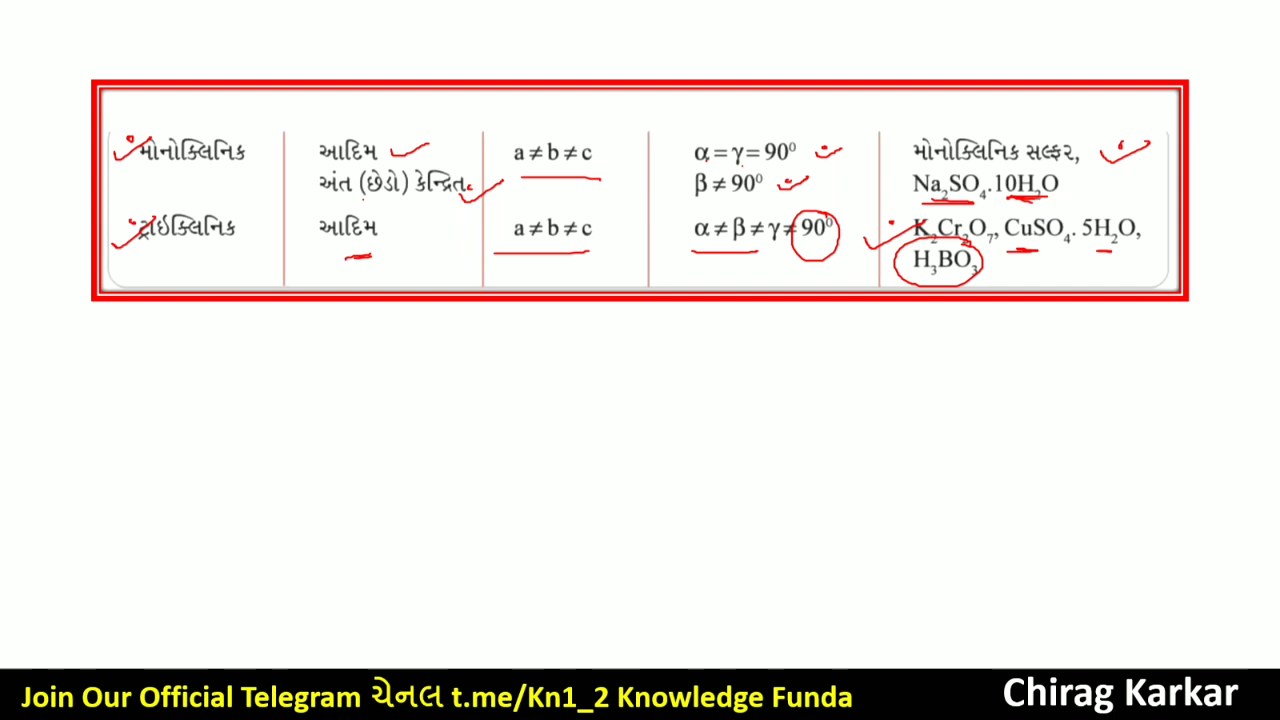 મોનોક્લિનિક આદિમ a ≠ b ≠ c α = γ = 90⁰ મોનોક્લિનિક સલ્ફર,
અંત (છેડો) કેન્દ્રિત β ≠ 90⁰ Na₂SO₄.10H₂O
ટ્રાઇક્લિનિક આદિમ a ≠ b ≠ c α ≠ β ≠ γ ≠ 90⁰ K₂Cr₂O₇, CuSO₄. 5H₂O,
H₃BO₃
Join Our Official Telegram ચેનલ t.me/Kn1_2 Knowledge Funda Chirag Karkar